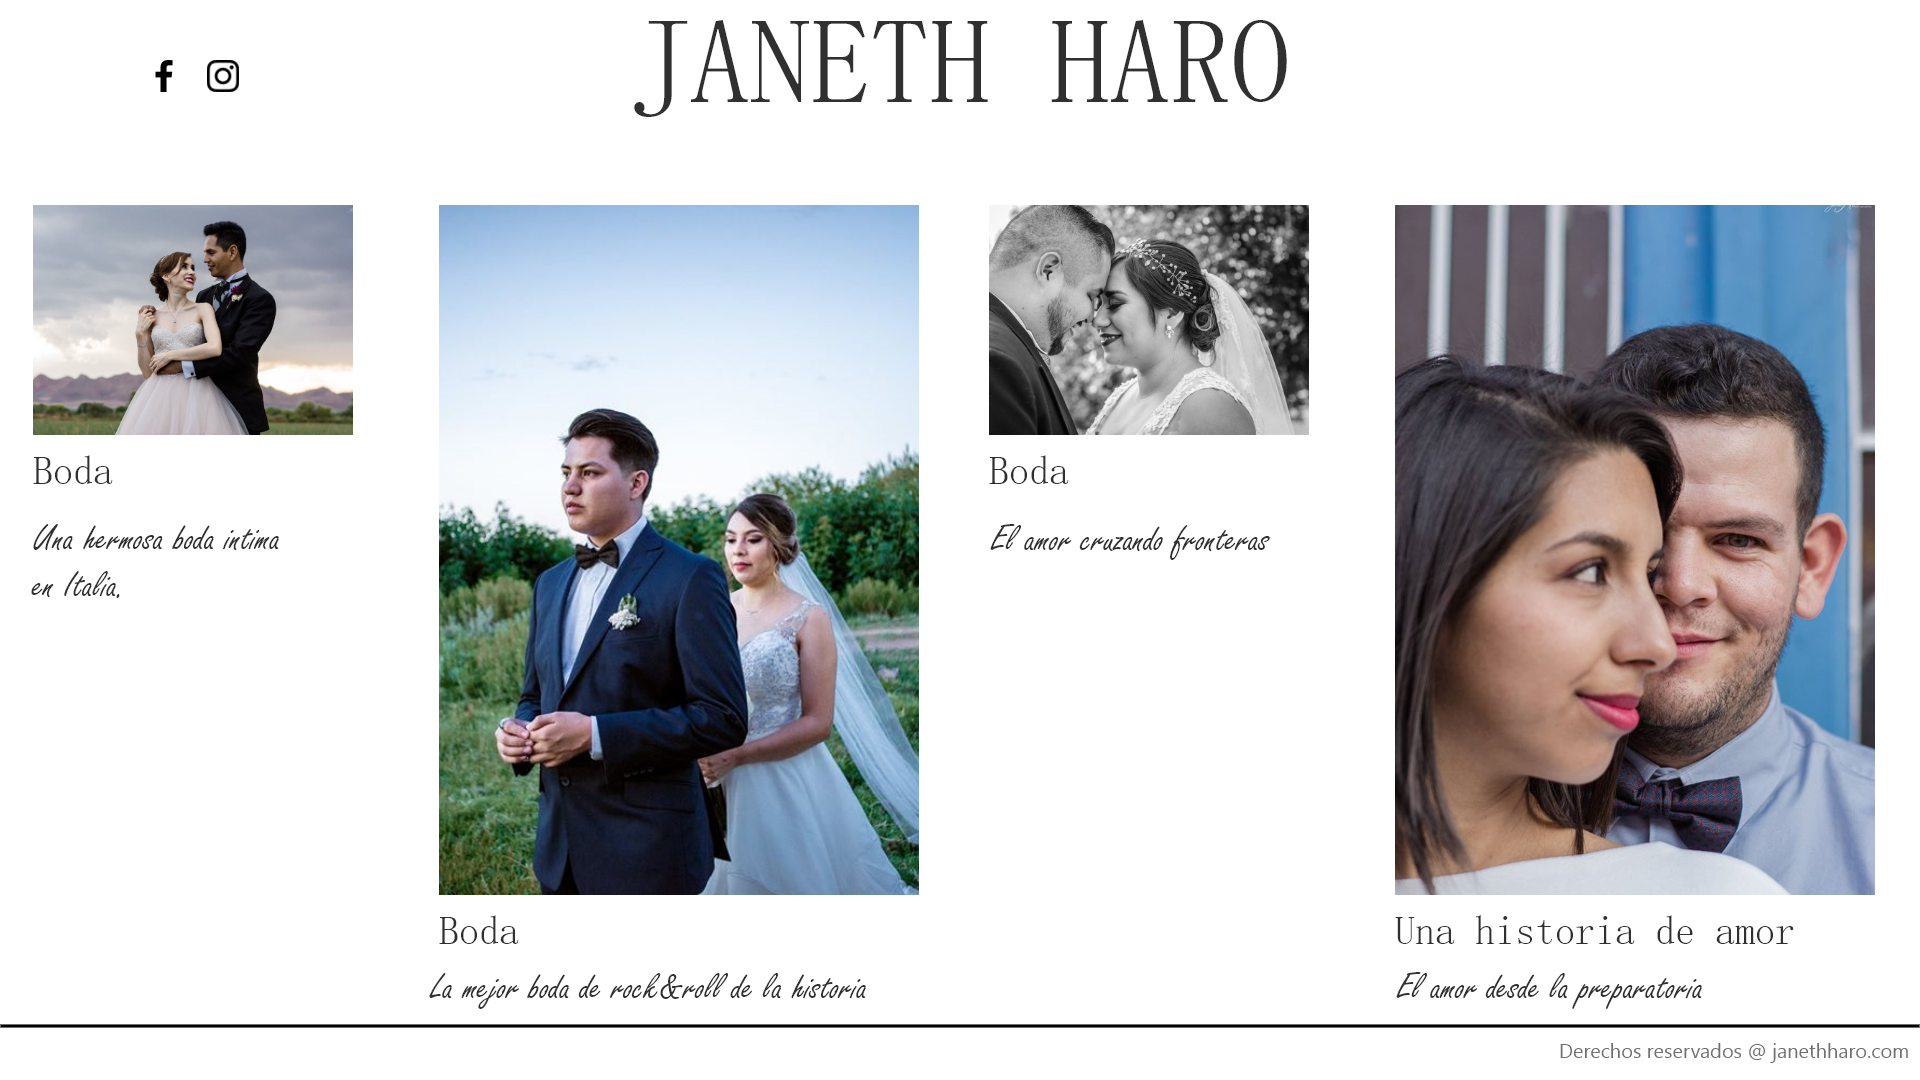 JANETH HARO
Boda
Una hermosa boda intima
en Italia.
Boda
La mejor boda de rock&roll de la historia
Boda
El amor cruzando fronteras
Una historia de amor
El amor desde la preparatoria
Derechos reservados @ janethharo.com